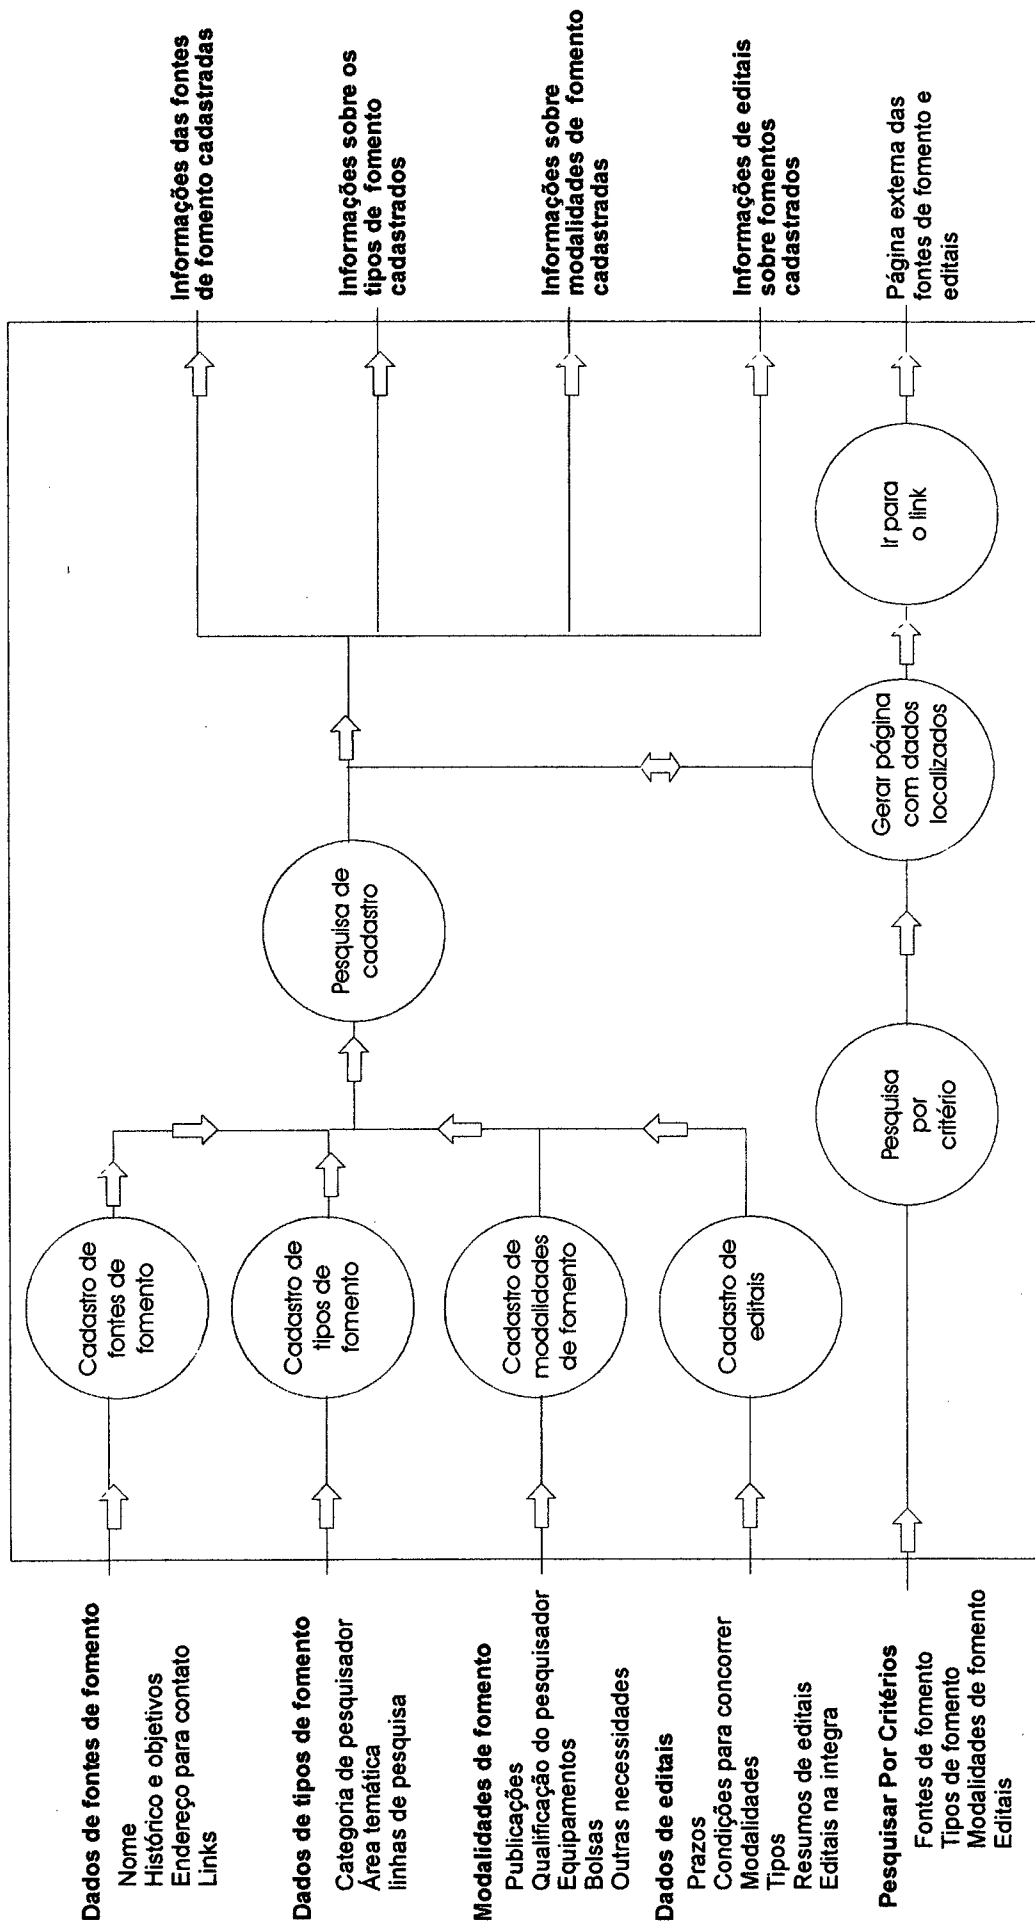 Dados de fontes de fomento
Nome
Histórico e objetivos
Endereço para contato
Links
Dados de tipos de fomento
Categoria de pesquisador
Área temática
linhas de pesquisa
Modalidades de fomento
Publicações
Qualificação do pesquisador
Equipamentos
Bolsas
Outras necessidades
Dados de editais
Prazos
Condições para concorrer
Modalidades
Tipos
Resumos de editais
Editais na integra
Pesquisar Por Critérios
Fontes de fomento
Tipos de fomento
Modalidades de fomento
Editais
Cadastro de
fontes de
fomento
Cadastro de
tipos de
fomento
Cadastro de
modalidades
de fomento
Cadastro de
editais
Pesquisa
por
critério
Pesquisa de
cadastro
Gerar página
com dados
localizados
Ir para
o link
Informações das fontes
de fomento cadastradas
Informações sobre os
tipos de fomento
cadastrados
Informações sobre
modalidades de fomento
cadastradas
Informações de editais
sobre fomentos
cadastrados
Página externa das
fontes de fomento e
editais